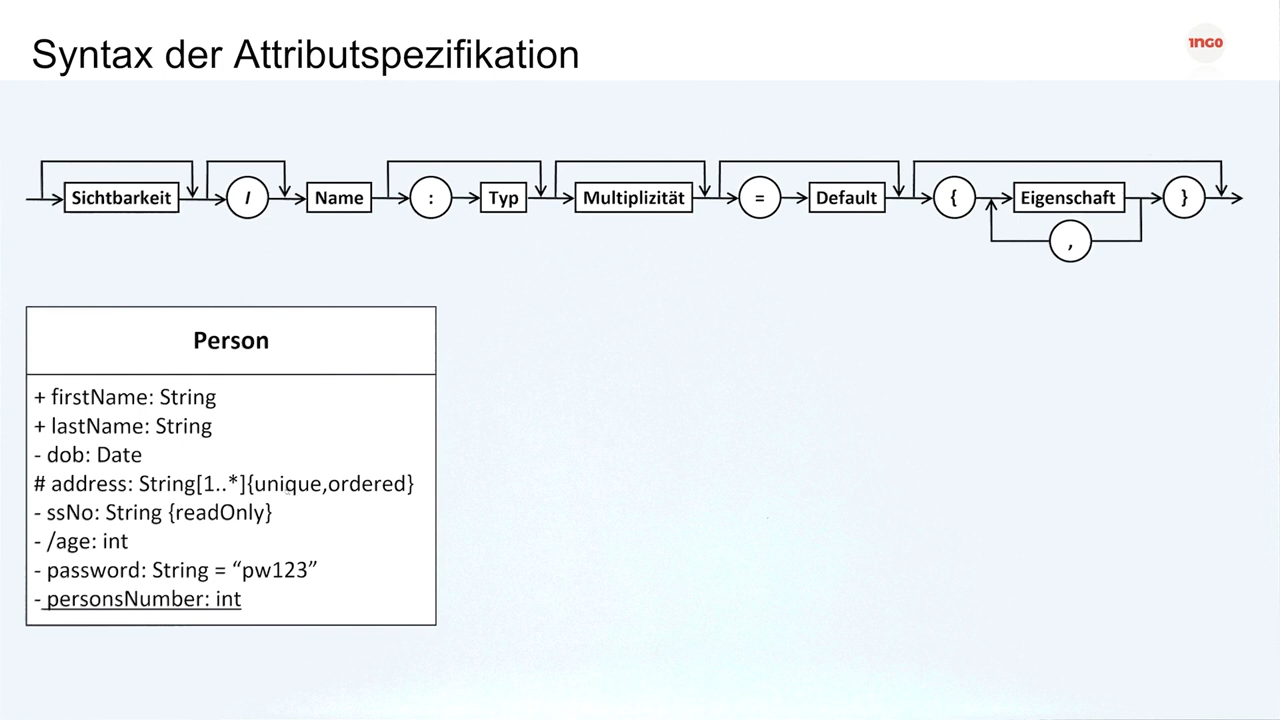 Syntax der Attributspezifikation
1NGO
Sichtbarkeit / Name : Typ Multiplizität = Default { Eigenschaft }
,
Person
+ firstName: String
+ lastName: String
- dob: Date
# address: String[1..*]{unique,ordered}
- ssNo: String {readOnly}
- /age: int
- password: String = “pw123”
- personsNumber: int